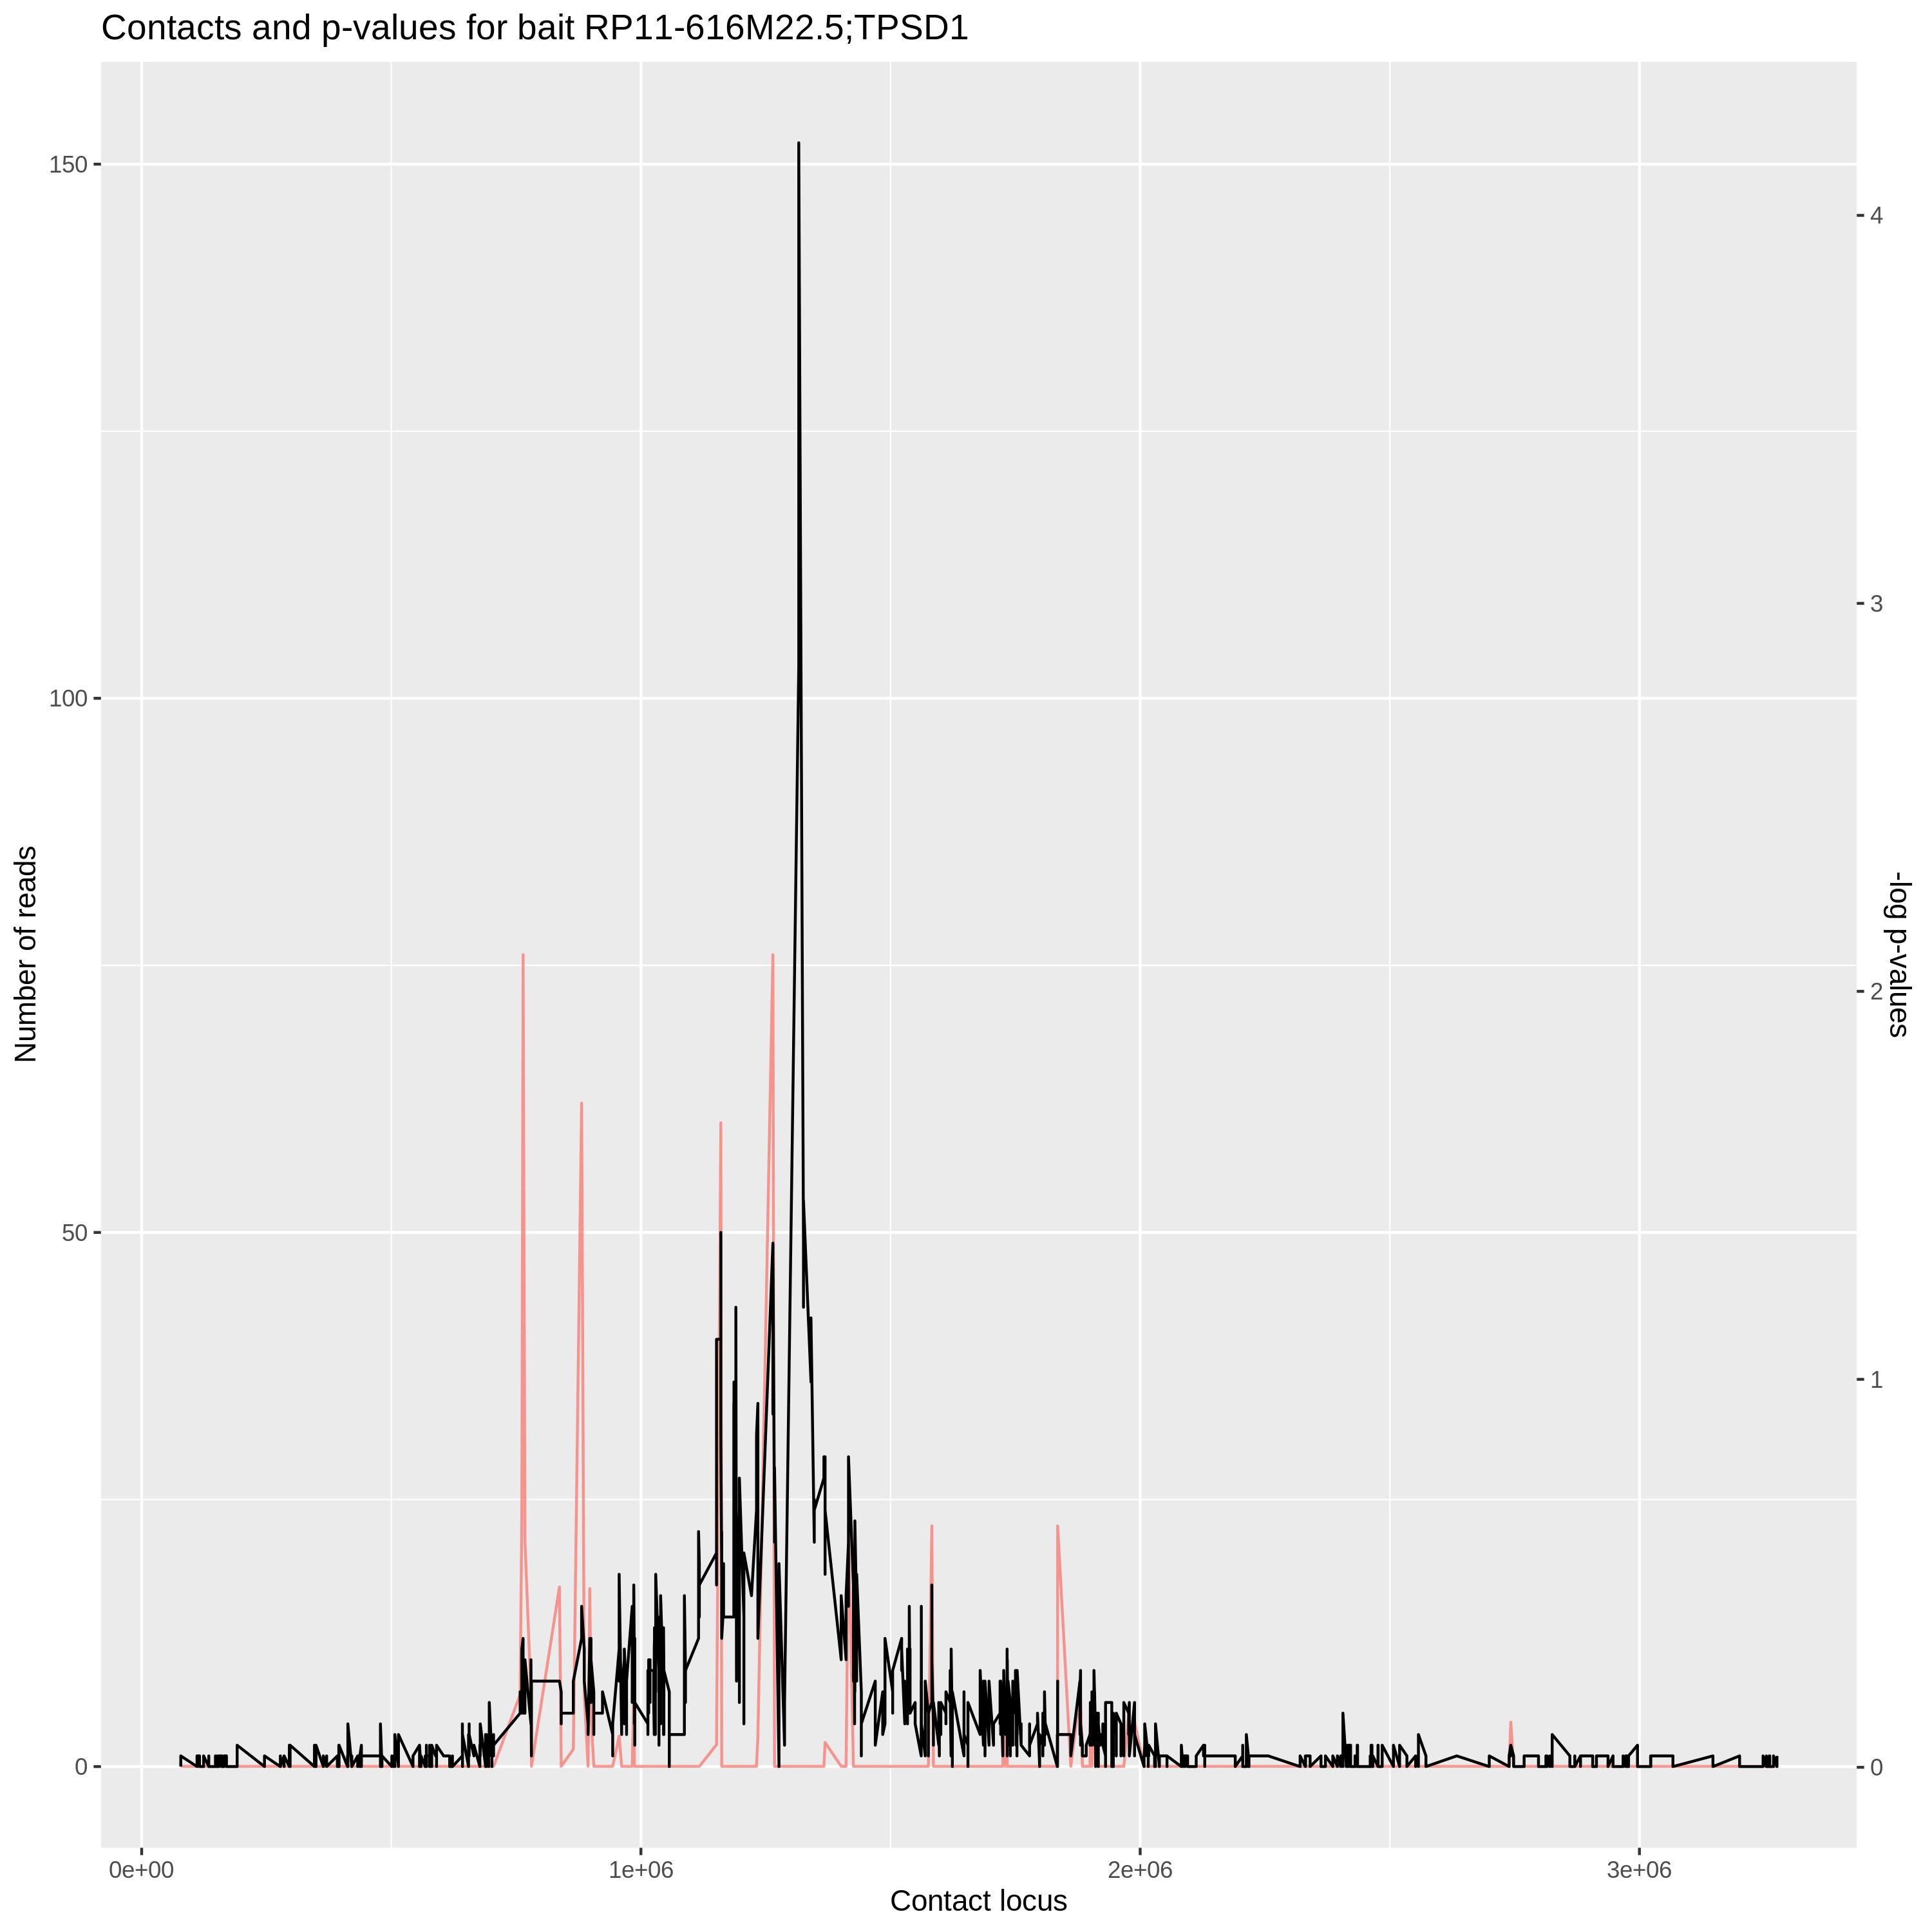 Contacts and p-values for bait RP11-616M22.5;TPSD1
150
100
50
0
Number of reads
4
3
2
1
0
-log p-values
0e+00
1e+06
2e+06
3e+06
Contact locus